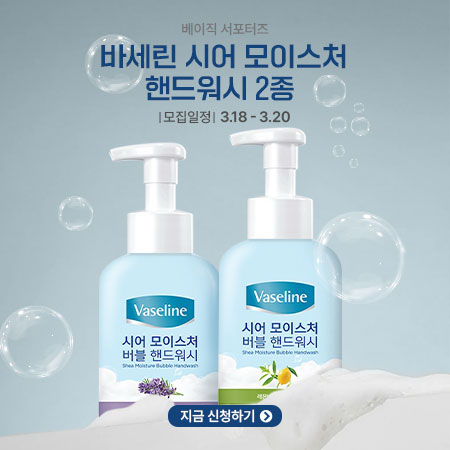 베이직 서포터즈
바세린 시어 모이스처
핸드워시 2종
|모집일정| 3.18 - 3.20
Vaseline
시어 모이스처
버블 핸드워시
Shea Moisture Bubble Handwash
Vaseline
시어 모이스처
버블 핸드워시
Shea Moisture Bubble Handwash
지금 신청하기